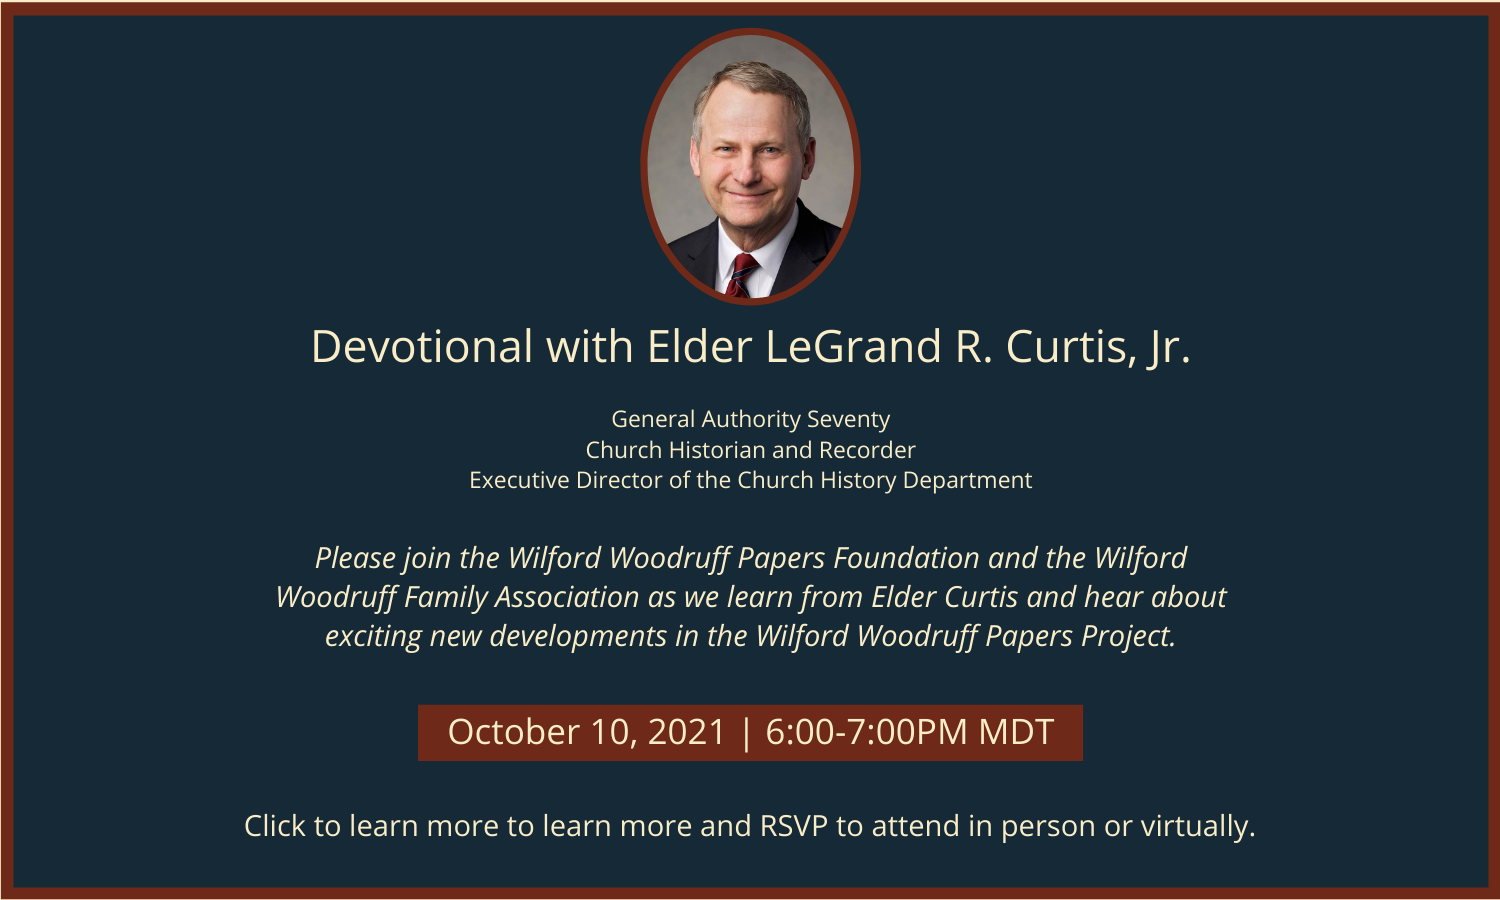 Devotional with Elder LeGrand R. Curtis, Jr.
General Authority Seventy
Church Historian and Recorder
Executive Director of the Church History Department
Please join the Wilford Woodruff Papers Foundation and the Wilford
Woodruff Family Association as we learn from Elder Curtis and hear about
exciting new developments in the Wilford Woodruff Papers Project.
October 10, 2021 | 6:00-7:00PM MDT
Click to learn more to learn more and RSVP to attend in person or virtually.